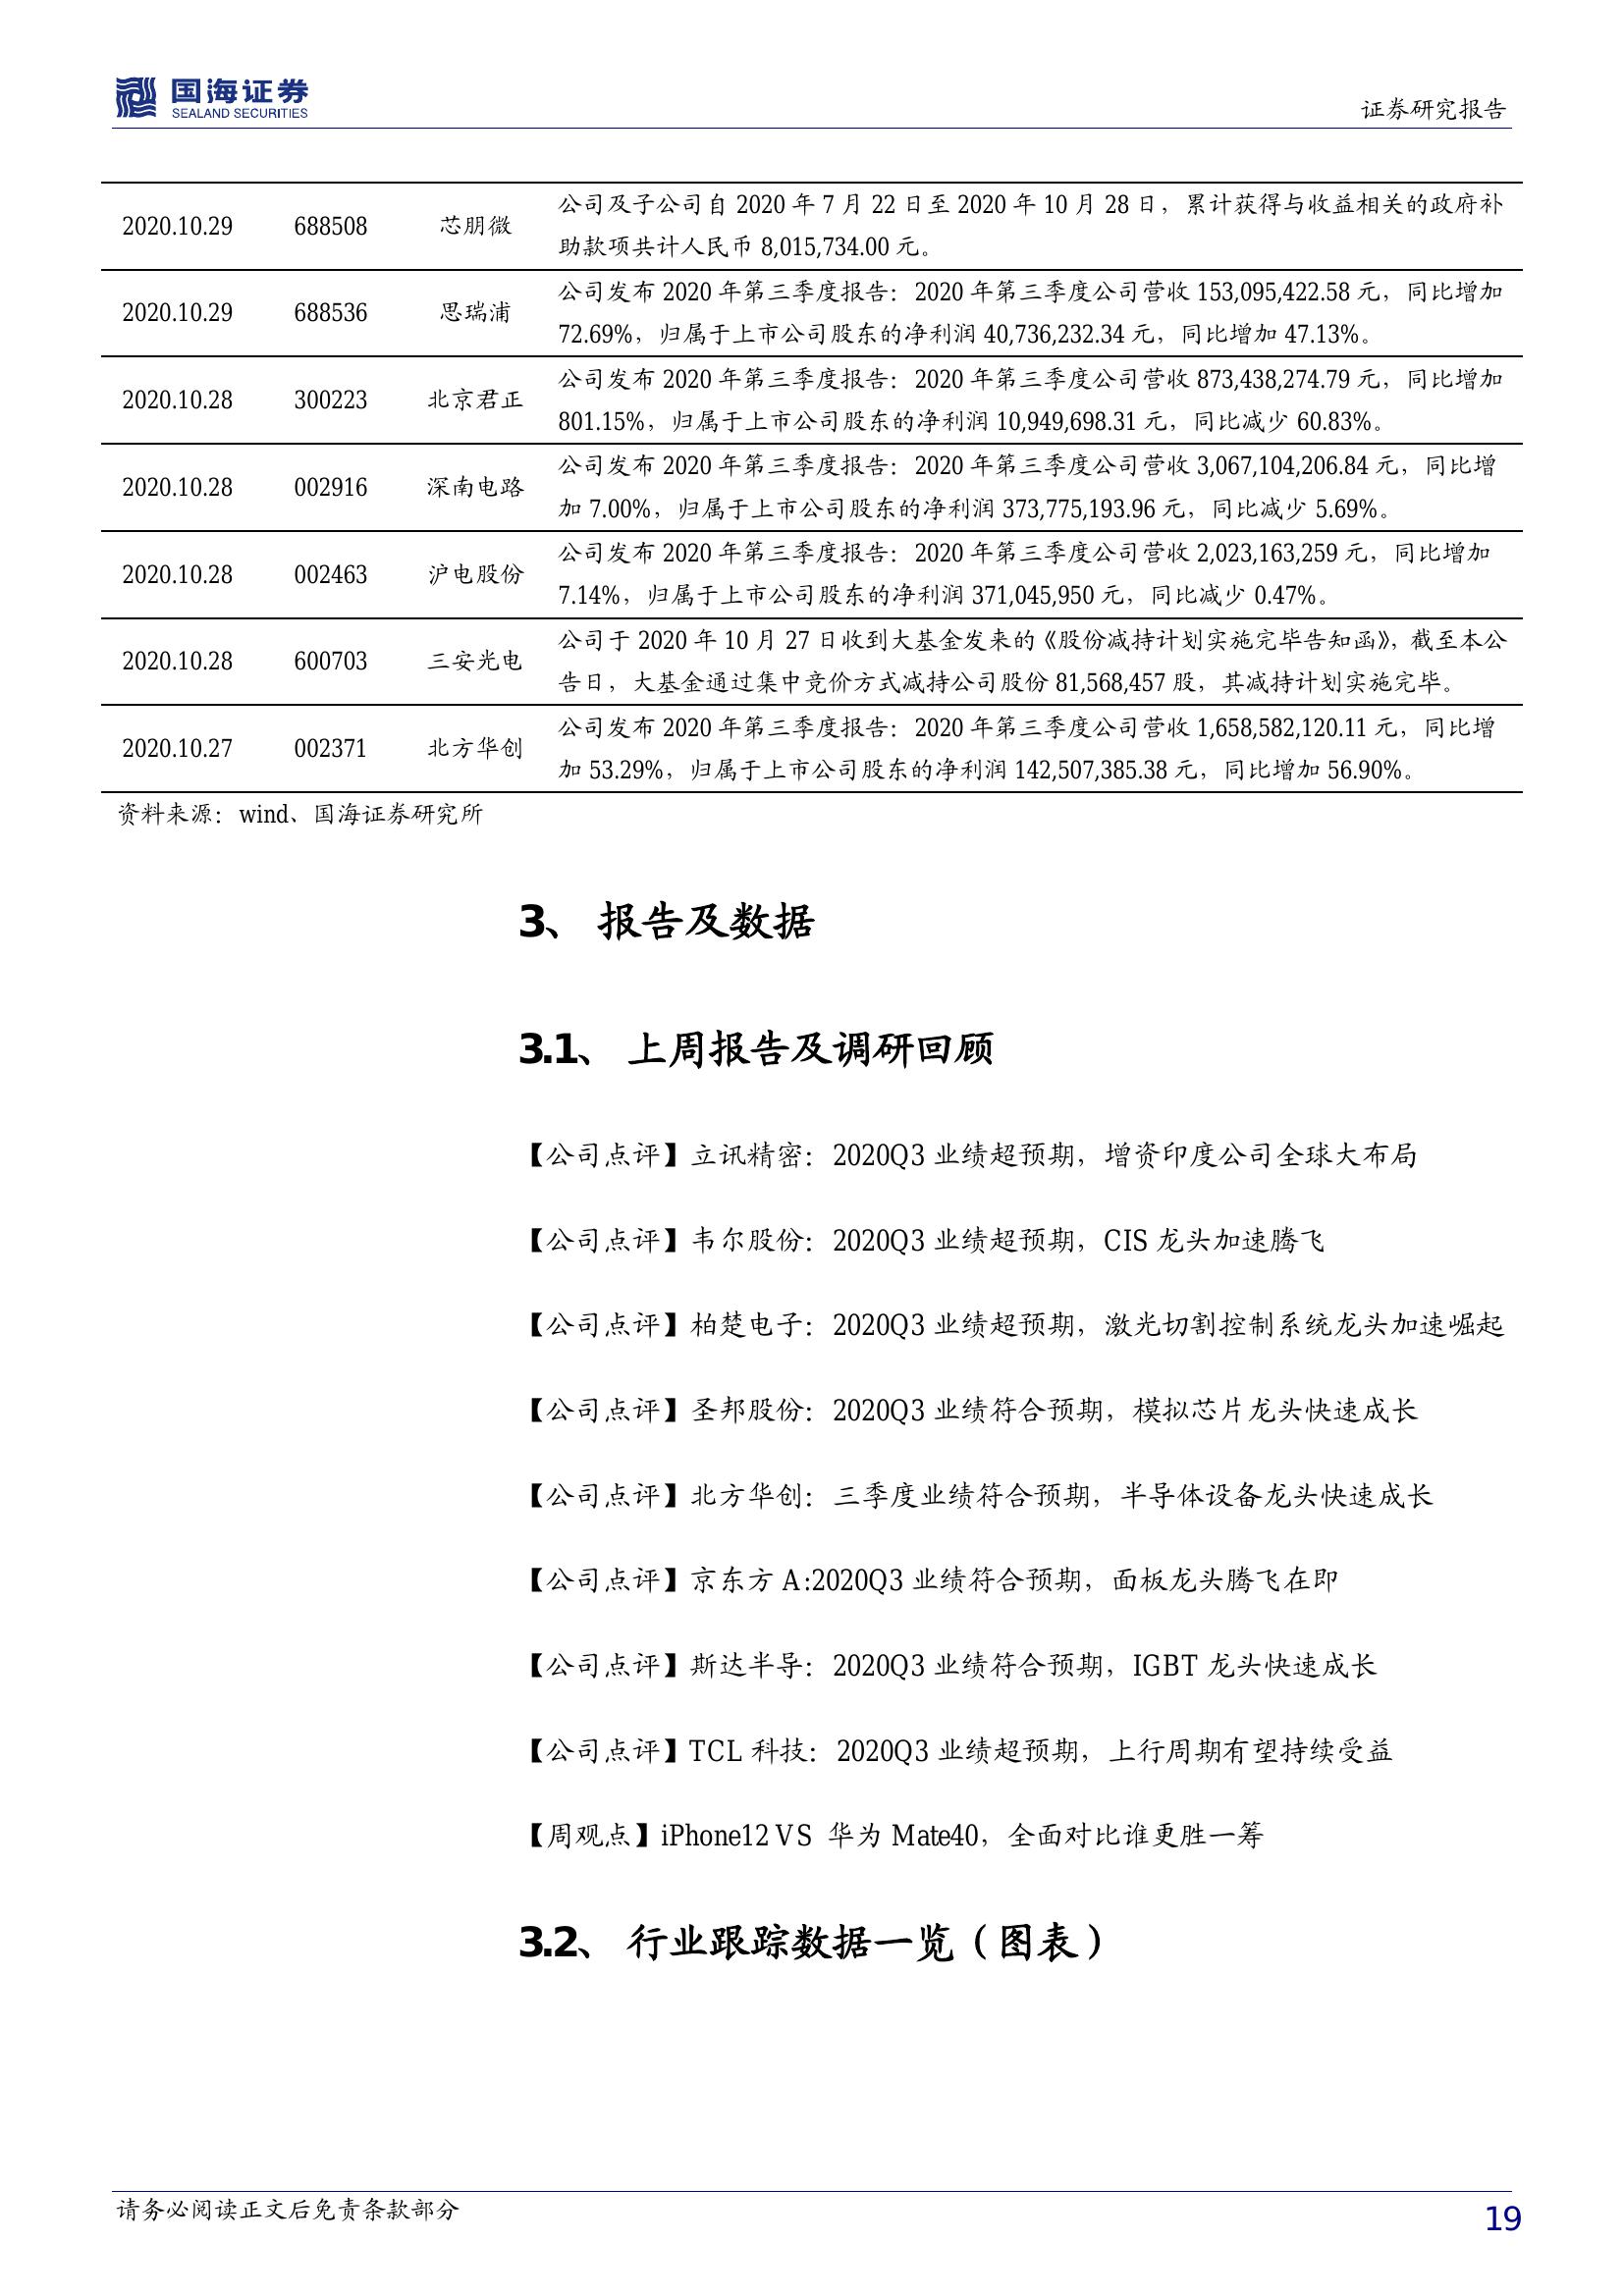 国海证券
SEALAND SECURITIES
证券研究报告
2020.10.29 688508 芯朋微 公司及子公司自 2020 年 7 月 22 日至 2020 年 10 月 28 日，累计获得与收益相关的政府补
助款项共计人民币 8,015,734.00 元。
2020.10.29 688536 思瑞浦 公司发布 2020 年第三季度报告：2020 年第三季度公司营收 153,095,422.58 元，同比增加
72.69%，归属于上市公司股东的净利润 40,736,232.34 元，同比增加 47.13%。
2020.10.28 300223 北京君正 公司发布 2020 年第三季度报告：2020 年第三季度公司营收 873,438,274.79 元，同比增加
801.15%，归属于上市公司股东的净利润 10,949,698.31 元，同比减少 60.83%。
2020.10.28 002916 深南电路 公司发布 2020 年第三季度报告：2020 年第三季度公司营收 3,067,104,206.84 元，同比增
加 7.00%，归属于上市公司股东的净利润 373,775,193.96 元，同比减少 5.69%。
2020.10.28 002463 沪电股份 公司发布 2020 年第三季度报告：2020 年第三季度公司营收 2,023,163,259 元，同比增加
7.14%，归属于上市公司股东的净利润 371,045,950 元，同比减少 0.47%。
2020.10.28 600703 三安光电 公司于 2020 年 10 月 27 日收到大基金发来的《股份减持计划实施完毕告知函》，截至本公
告日，大基金通过集中竞价方式减持公司股份 81,568,457 股，其减持计划实施完毕。
2020.10.27 002371 北方华创 公司发布 2020 年第三季度报告：2020 年第三季度公司营收 1,658,582,120.11 元，同比增
加 53.29%，归属于上市公司股东的净利润 142,507,385.38 元，同比增加 56.90%。
资料来源：wind、国海证券研究所
3、 报告及数据
3.1、 上周报告及调研回顾
【公司点评】立讯精密：2020Q3 业绩超预期，增资印度公司全球大布局
【公司点评】韦尔股份：2020Q3 业绩超预期，CIS 龙头加速腾飞
【公司点评】柏楚电子：2020Q3 业绩超预期，激光切割控制系统龙头加速崛起
【公司点评】圣邦股份：2020Q3 业绩符合预期，模拟芯片龙头快速成长
【公司点评】北方华创：三季度业绩符合预期，半导体设备龙头快速成长
【公司点评】京东方 A:2020Q3 业绩符合预期，面板龙头腾飞在即
【公司点评】斯达半导：2020Q3 业绩符合预期，IGBT 龙头快速成长
【公司点评】TCL 科技：2020Q3 业绩超预期，上行周期有望持续受益
【周观点】iPhone12 VS 华为 Mate40，全面对比谁更胜一筹
3.2、 行业跟踪数据一览（图表）
请务必阅读正文后免责条款部分
19